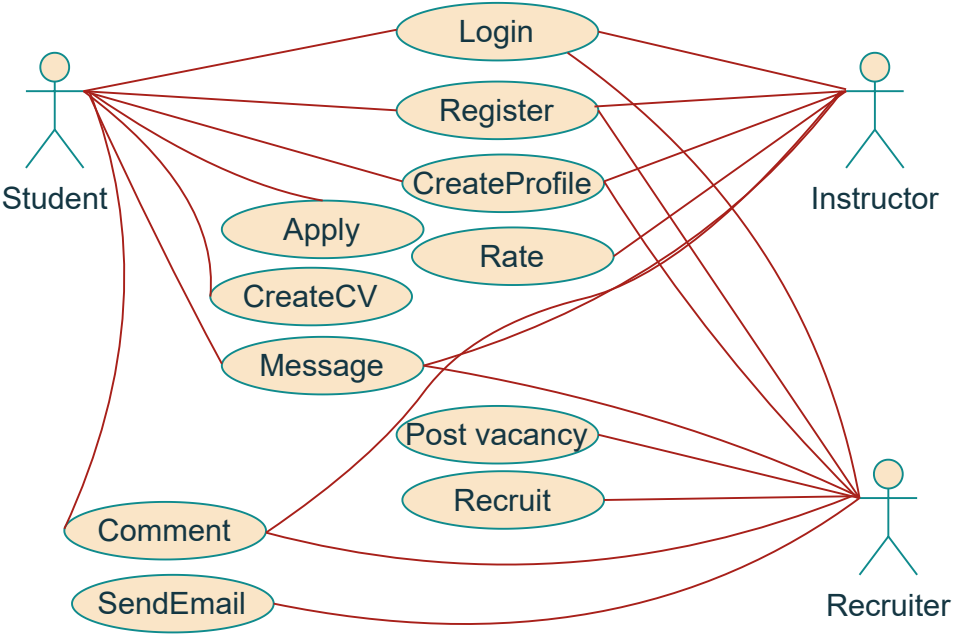 Login
Register
CreateProfile
Student
Instructor
Apply
Rate
CreateCV
Message
Post vacancy
Recruit
Comment
SendEmail
Recruiter